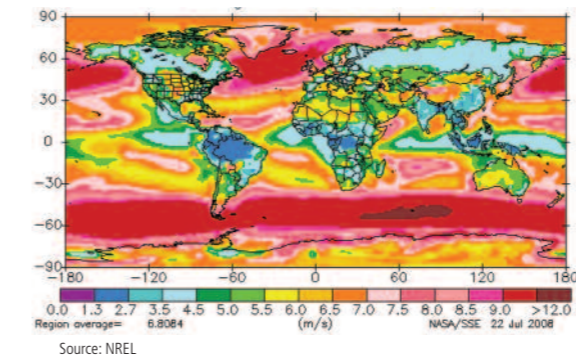 90
60
30
0
−30
−60
−90
−180 −120 −60 0 60 120 180
0.0 1.3 2.7 3.5 4.5 5.0 5.5 6.0 6.5 7.0 7.5 8.0 8.5 9.0 >12.0
Region average= 6.8084 (m/s) NASA/SSE 22 Jul 2008
Source: NREL